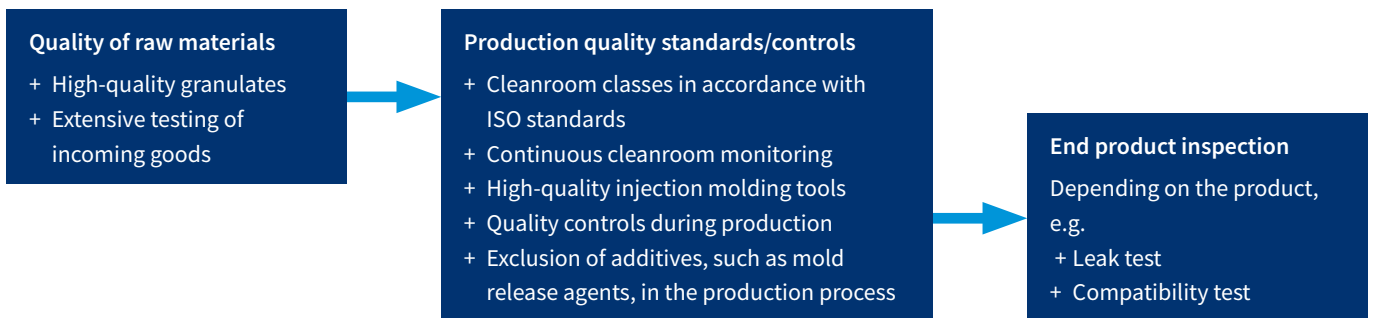 Quality of raw materials
+ High-quality granulates
+ Extensive testing of
incoming goods
Production quality standards/controls
+ Cleanroom classes in accordance with
ISO standards
+ Continuous cleanroom monitoring
+ High-quality injection molding tools
+ Quality controls during production
+ Exclusion of additives, such as mold
release agents, in the production process
End product inspection
Depending on the product,
e.g.
+ Leak test
+ Compatibility test